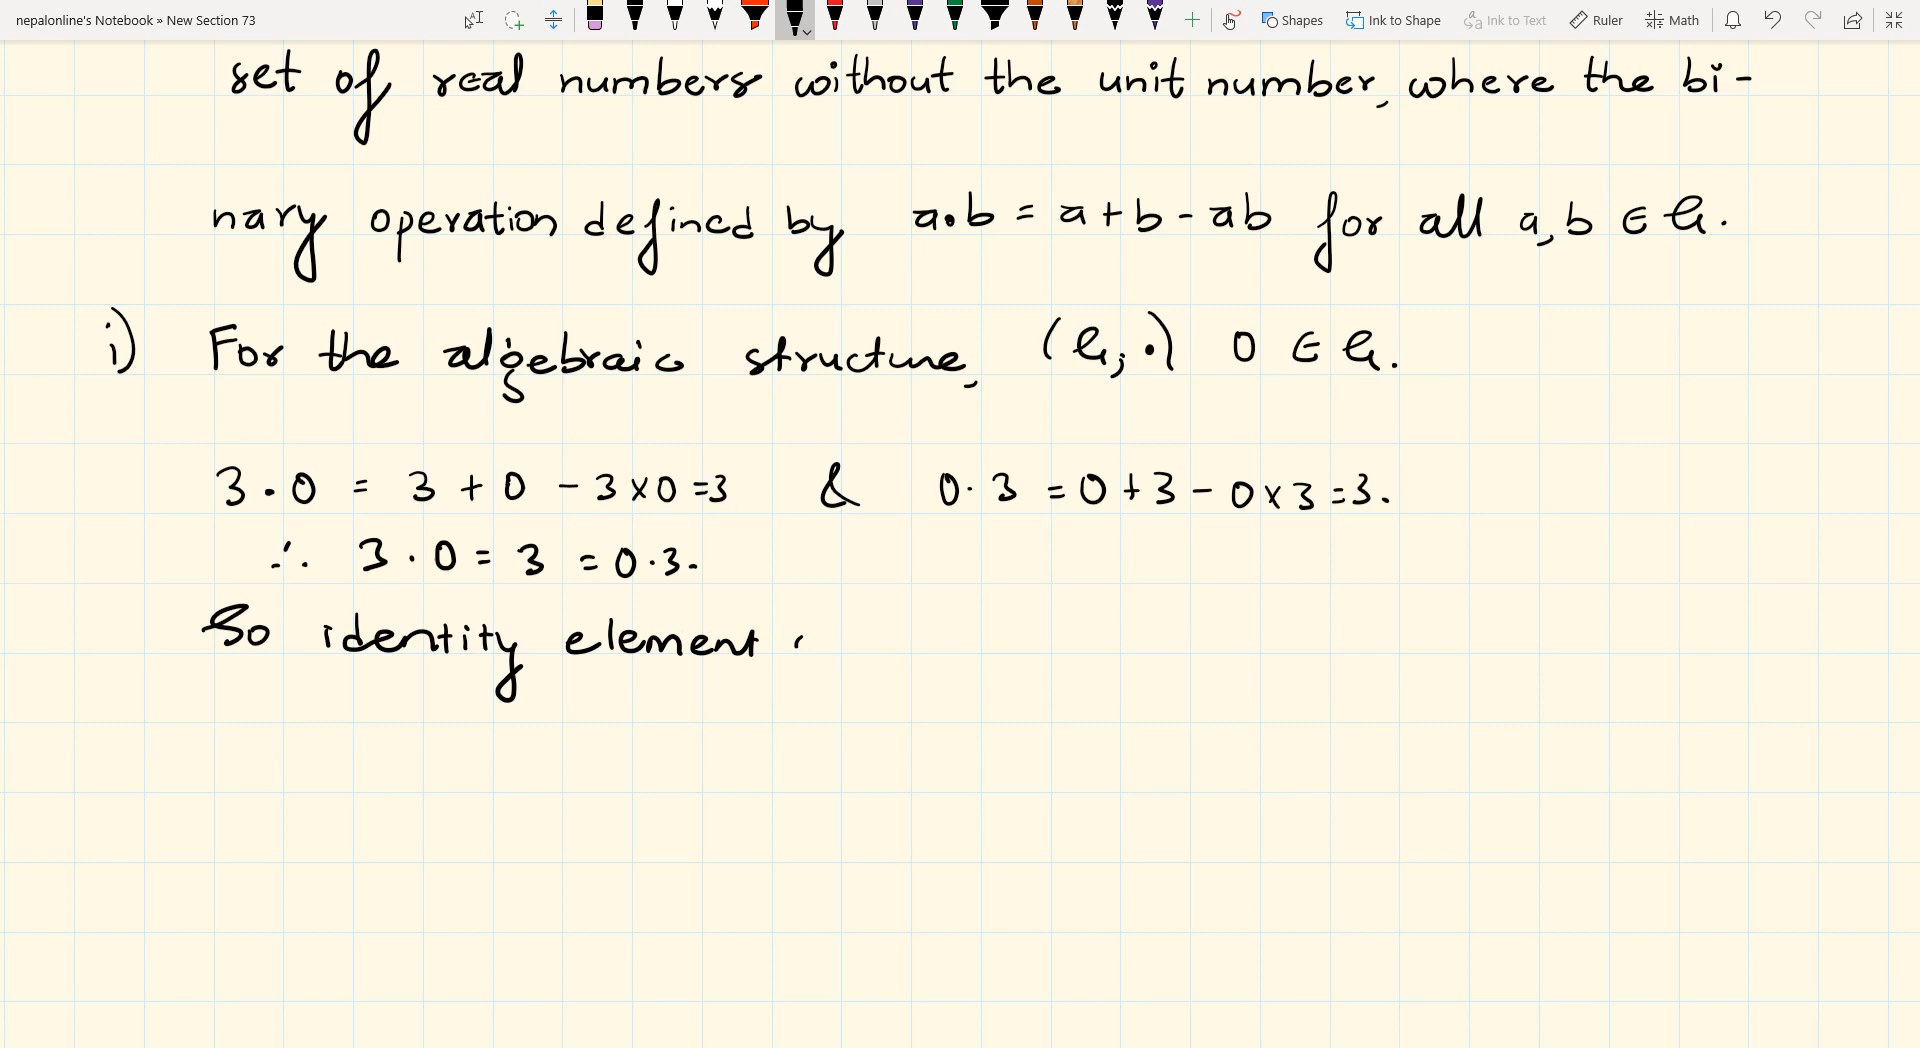 nepalonline's Notebook » New Section 73
Shapes Ink to Shape Ink to Text Ruler Math
set of real numbers without the unit number, where the bi-
nary operation defined by a.b = a + b - ab for all a, b ∈ G.
i) For the algebraic structure, (G, .) 0 ∈ G.
3.0 = 3 + 0 - 3 x 0 = 3 & 0.3 = 0 + 3 - 0 x 3 = 3.
∴ 3.0 = 3 = 0.3.
So identity element